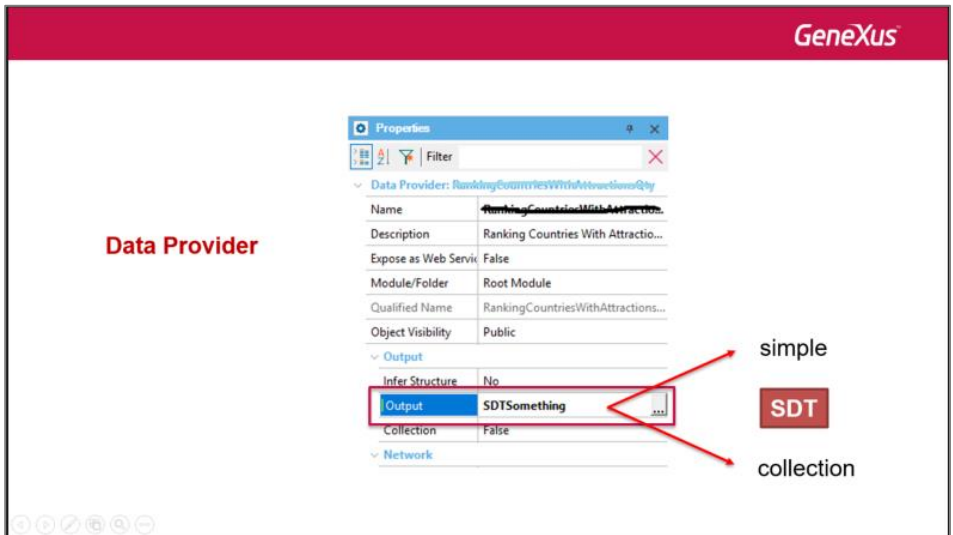 GeneXus™
Properties
Filter
Data Provider: RankingCountriesWithAttractionsQty
Name RankingCountriesWithAttractio...
Description Ranking Countries With Attractio...
Data Provider
Expose as Web Servic False
Module/Folder Root Module
Qualified Name RankingCountriesWithAttractions...
Object Visibility Public
simple
Output
Infer Structure No
Output SDTSomething ...
SDT
Collection False
Network
collection